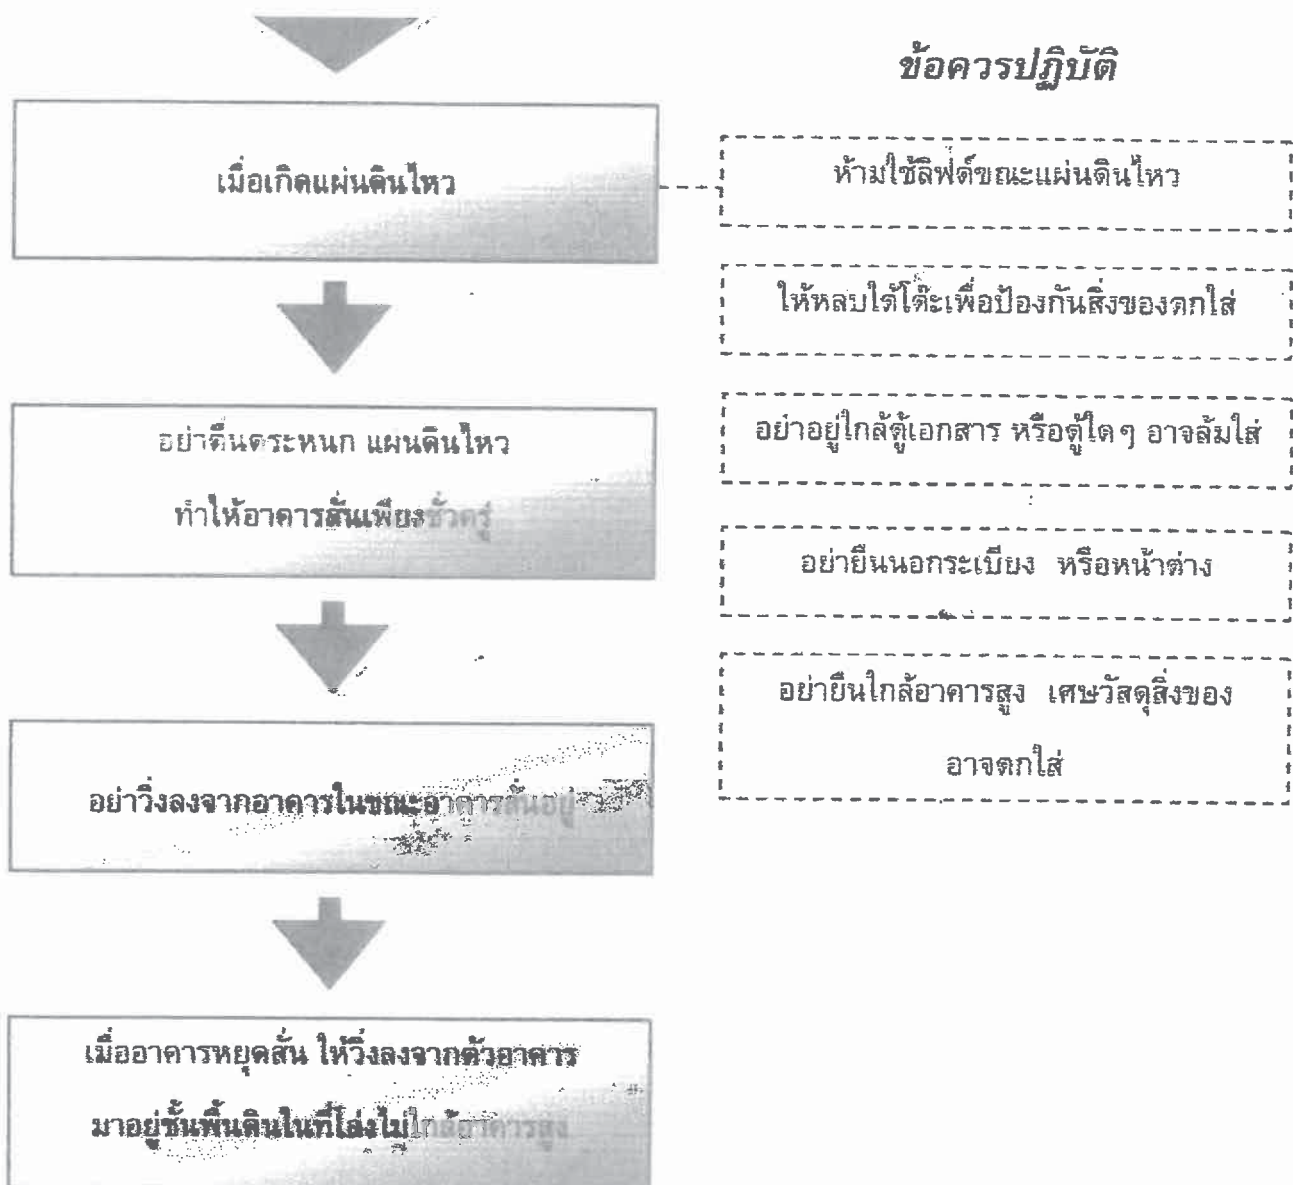 ข้อควรปฏิบัติ
เมื่อเกิดแผ่นดินไหว
อย่าตื่นตระหนก แผ่นดินไหว
ทำให้อาคารสั่นเพียงชั่วครู่
อย่าวิ่งลงจากอาคารในขณะอาคารสั่นอยู่
เมื่ออาคารหยุดสั่น ให้วิ่งลงจากตัวอาคาร
มาอยู่ชั้นพื้นดินในที่โล่งไม่ใกล้อาคารสูง
ห้ามใช้ลิฟต์ขณะแผ่นดินไหว
ให้หลบใต้โต๊ะเพื่อป้องกันสิ่งของตกใส่
อย่าอยู่ใกล้ตู้เอกสาร หรือตู้ใดๆ อาจล้มใส่
อย่ายืนนอกระเบียง หรือหน้าต่าง
อย่ายืนใกล้อาคารสูง เศษวัสดุสิ่งของ
อาจตกใส่